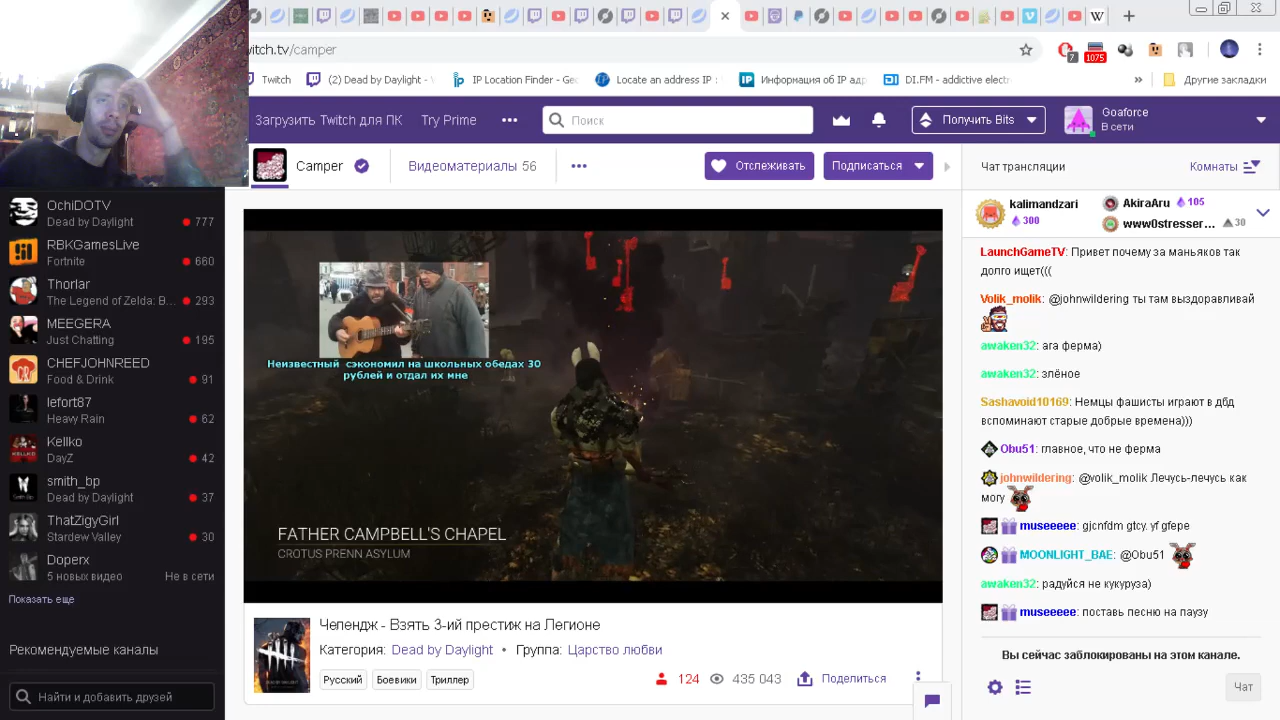 itch.tv/camper
7
1075
Twitch
(2) Dead by Daylight -
IP Location Finder - Geo
Locate an address IP :
Информация об IP адр
DI.FM - addictive electr
»
Другие закладки
Загрузить Twitch для ПК
Try Prime
Поиск
Получить Bits
Goaforce
В сети
Camper
Видеоматериалы 56
Отслеживать
Подписаться
Чат трансляции
Комнаты
OchiDOTV
Dead by Daylight
777
RBKGamesLive
Fortnite
660
Thorlar
The Legend of Zelda: B...
293
MEEGERA
Just Chatting
195
CHEFJOHNREED
Food & Drink
91
lefort87
Heavy Rain
62
Kellko
DayZ
42
smith_bp
Dead by Daylight
37
ThatZigyGirl
Stardew Valley
30
Doperx
5 новых видео
Не в сети
Показать еще
Рекомендуемые каналы
Найти и добавить друзей
Неизвестный сэкономил на школьных обедах 30
рублей и отдал их мне
FATHER CAMPBELL'S CHAPEL
CROTUS PRENN ASYLUM
Челендж - Взять 3-ий престиж на Легионе
Категория: Dead by Daylight • Группа: Царство любви
Русский
Боевики
Триллер
124
435 043
Поделиться
kalimandzari
300
AkiraAru 105
www0stresser... 30
LaunchGameTV: Привет почему за маньяков так
долго ищет(((
Volik_molik: @johnwildering ты там выздоравливай
awaken32: ага ферма)
awaken32: злёное
Sashavoid10169: Немцы фашисты играют в дбд
вспоминают старые добрые времена)))
Obu51: главное, что не ферма
johnwildering: @volik_molik Лечусь-лечусь как
могу
museeeee: gjcnfdm gtcy. yf gfepe
MOONLIGHT_BAE: @Obu51
awaken32: радуйся не кукуруза)
museeeee: поставь песню на паузу
Вы сейчас заблокированы на этом канале.
Чат